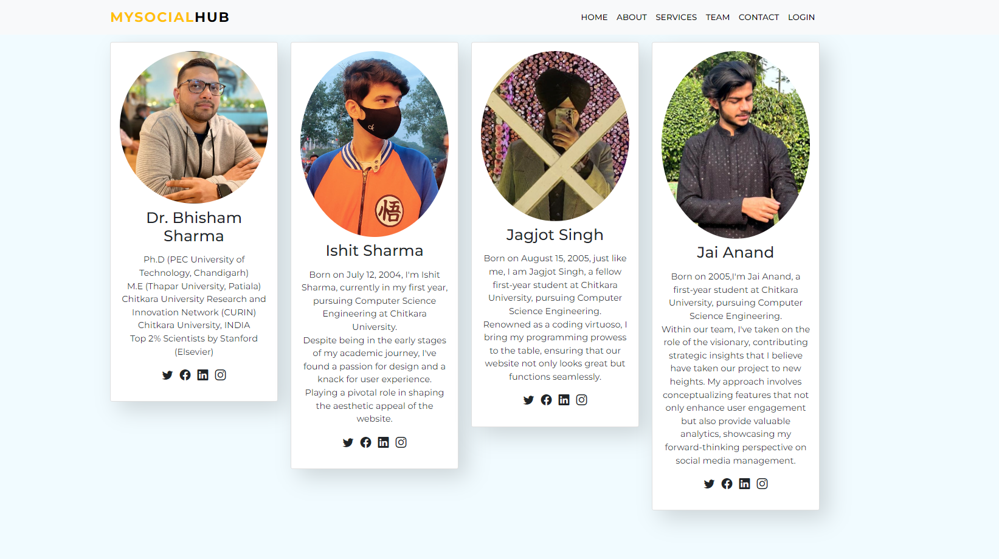 MYSOCIALHUB
HOME ABOUT SERVICES TEAM CONTACT LOGIN
Dr. Bhisham
Sharma
Ph.D (PEC University of
Technology, Chandigarh)
M.E (Thapar University, Patiala)
Chitkara University Research and
Innovation Network (CURIN)
Chitkara University, INDIA
Top 2% Scientists by Stanford
(Elsevier)
悟
Ishit Sharma
Born on July 12, 2004, I'm Ishit
Sharma, currently in my first year,
pursuing Computer Science
Engineering at Chitkara
University.
Despite being in the early stages
of my academic journey, I've
found a passion for design and a
knack for user experience.
Playing a pivotal role in shaping
the aesthetic appeal of the
website.
Jagjot Singh
Born on August 15, 2005, just like
me, I am Jagjot Singh, a fellow
first-year student at Chitkara
University, pursuing Computer
Science Engineering.
Renowned as a coding virtuoso, I
bring my programming prowess
to the table, ensuring that our
website not only looks great but
functions seamlessly.
Jai Anand
Born on 2005,I'm Jai Anand, a
first-year student at Chitkara
University, pursuing Computer
Science Engineering.
Within our team, I've taken on the
role of the visionary, contributing
strategic insights that I believe
have taken our project to new
heights. My approach involves
conceptualizing features that not
only enhance user engagement
but also provide valuable
analytics, showcasing my
forward-thinking perspective on
social media management.